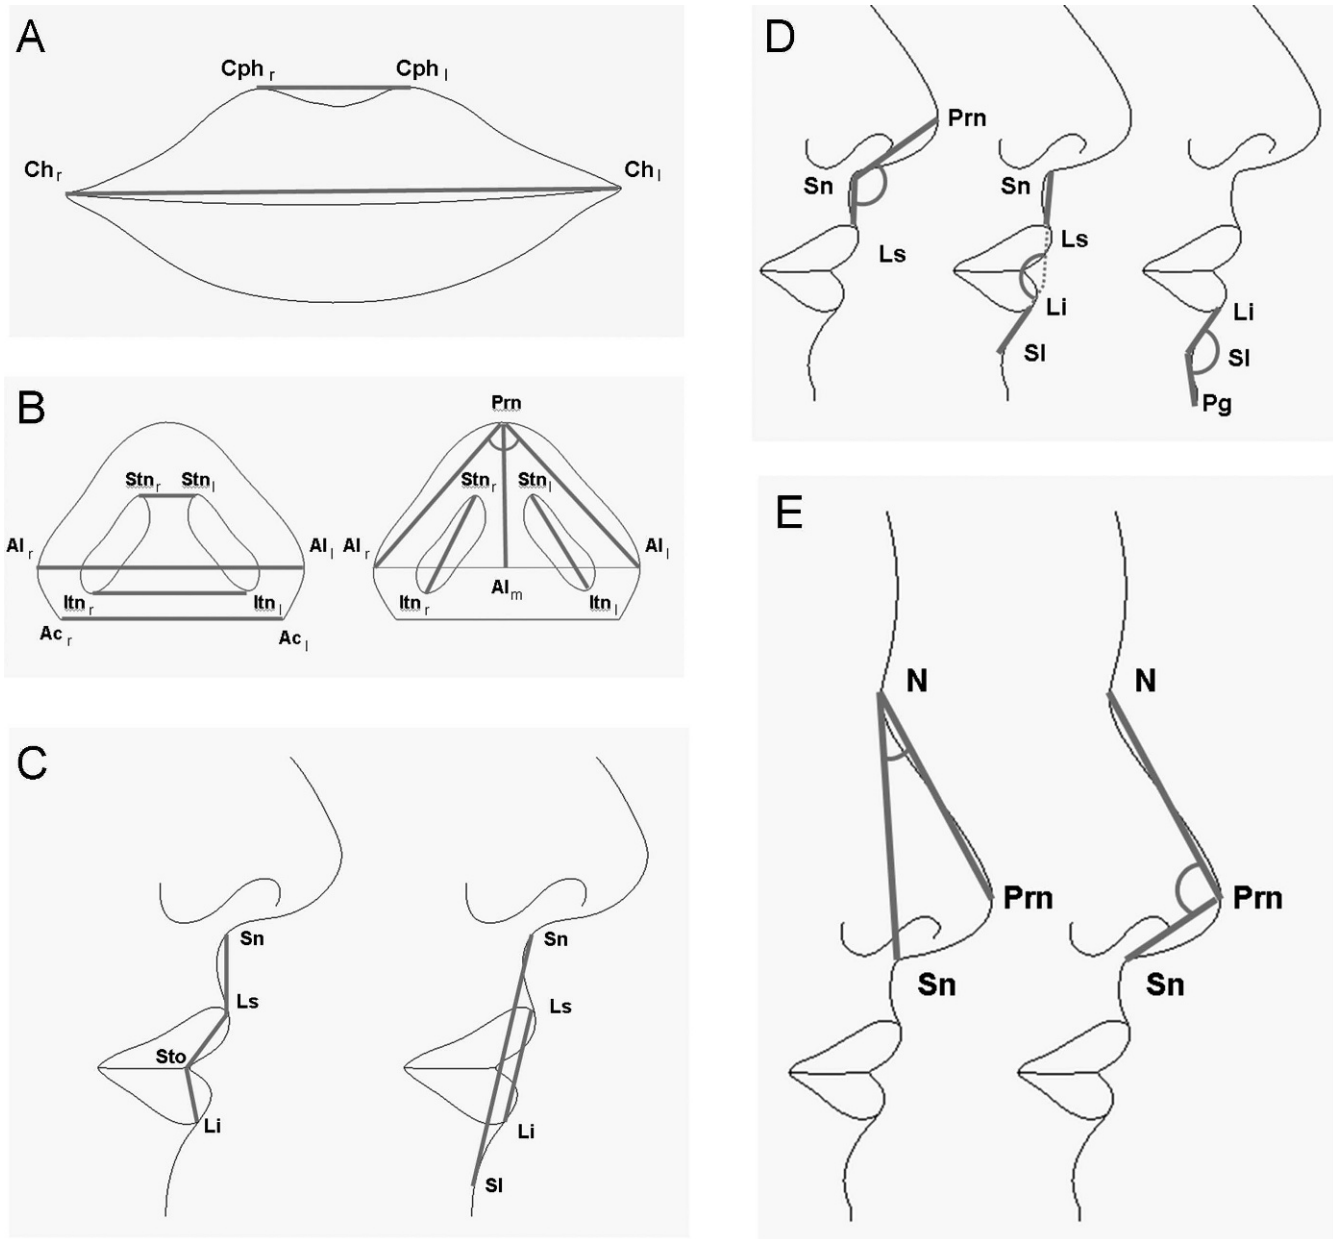 A
Cph r Cph l
Ch r Ch l
B
Stn r Stn l
Al r Al l
Itn r Itn l
Ac r Ac l
Prn
Stn r Stn l
Al r Al l
Al m
Itn r Itn l
C
Sn
Ls
Sto
Li
Sn
Ls
Li
Sl
D
Prn
Sn
Ls
Sn
Ls
Li
Sl
Li
Sl
Pg
E
N
Prn
Sn
N
Prn
Sn